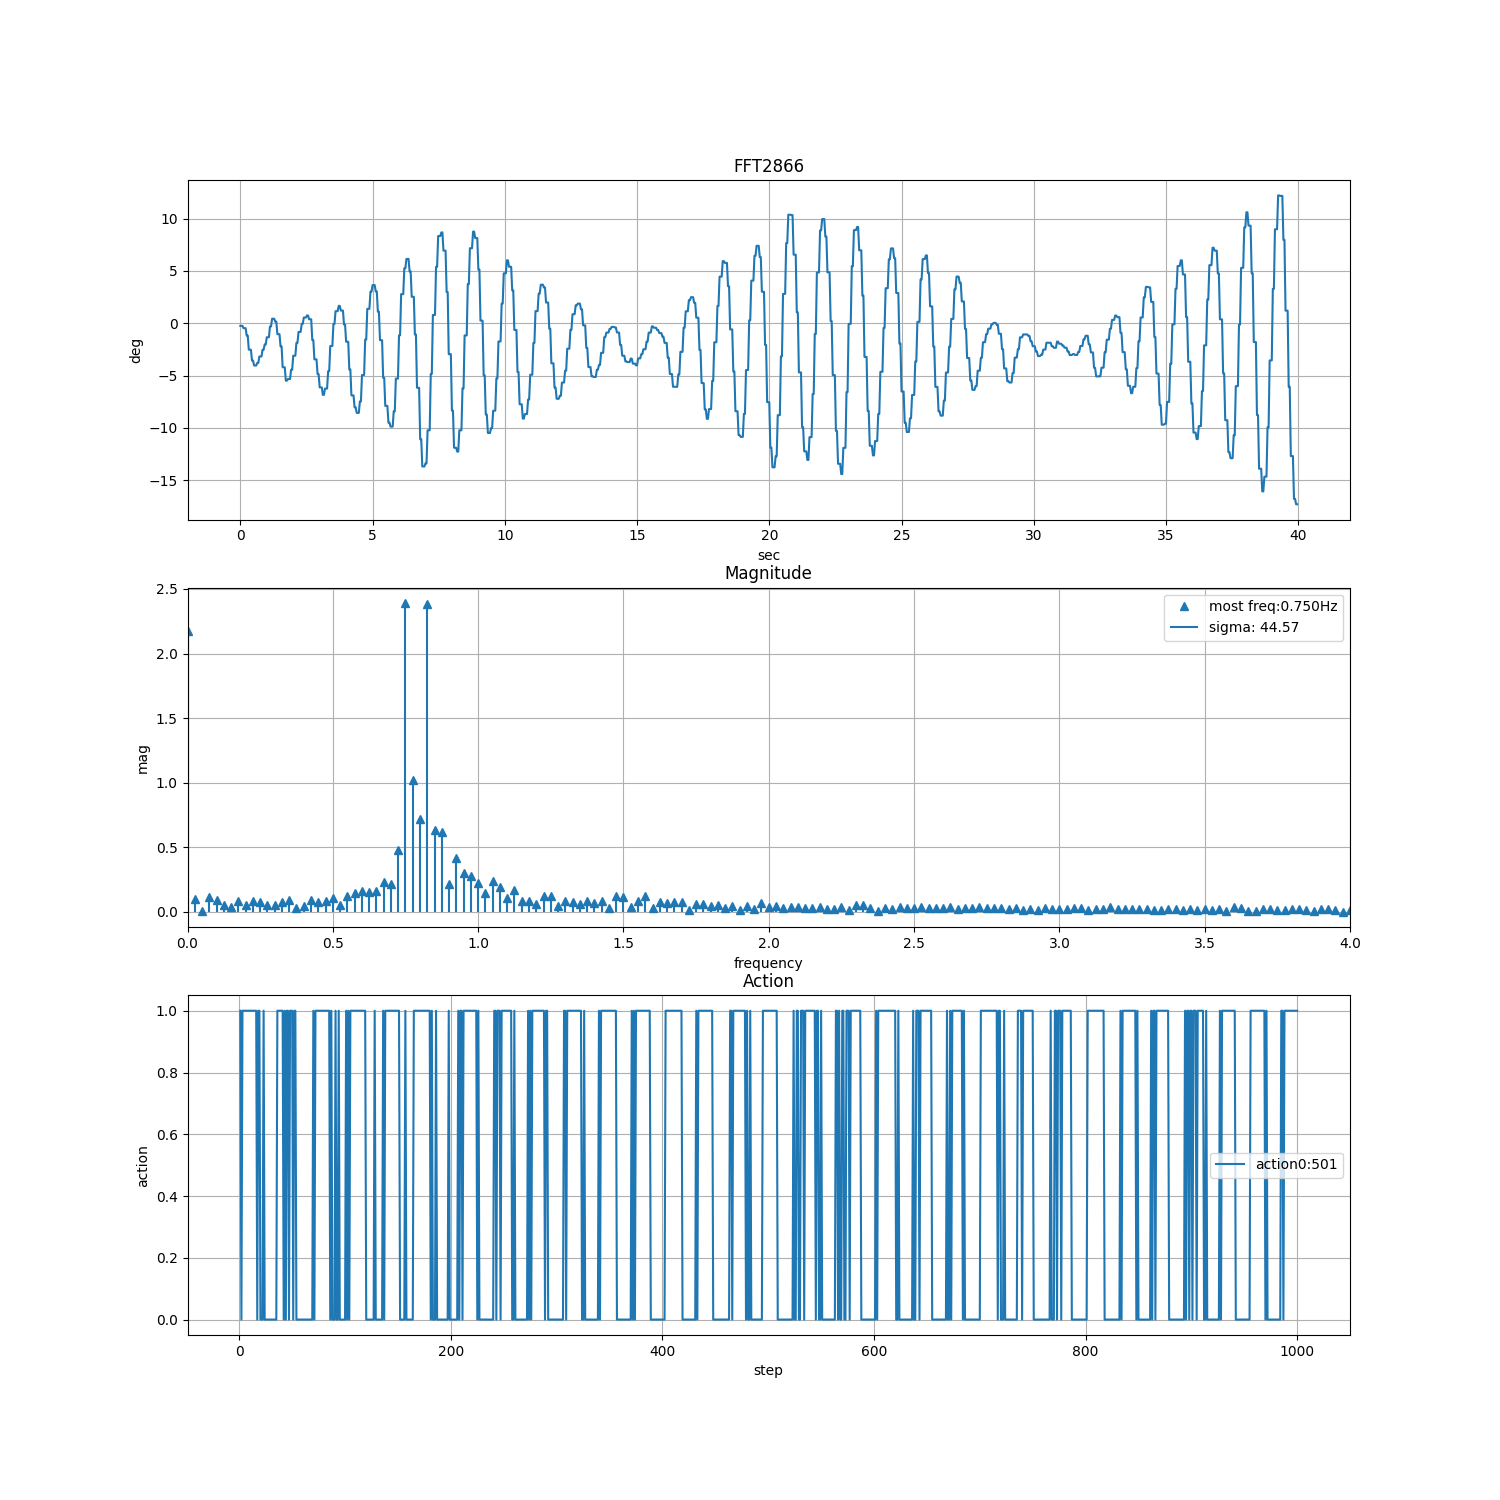 FFT2866
10
5
0
−5
−10
−15
deg
0 5 10 15 20 25 30 35 40
sec
Magnitude
2.5
2.0
1.5
1.0
0.5
0.0
mag
most freq:0.750Hz
sigma: 44.57
0.0 0.5 1.0 1.5 2.0 2.5 3.0 3.5 4.0
frequency
Action
1.0
0.8
0.6
0.4
0.2
0.0
action
action0:501
0 200 400 600 800 1000
step